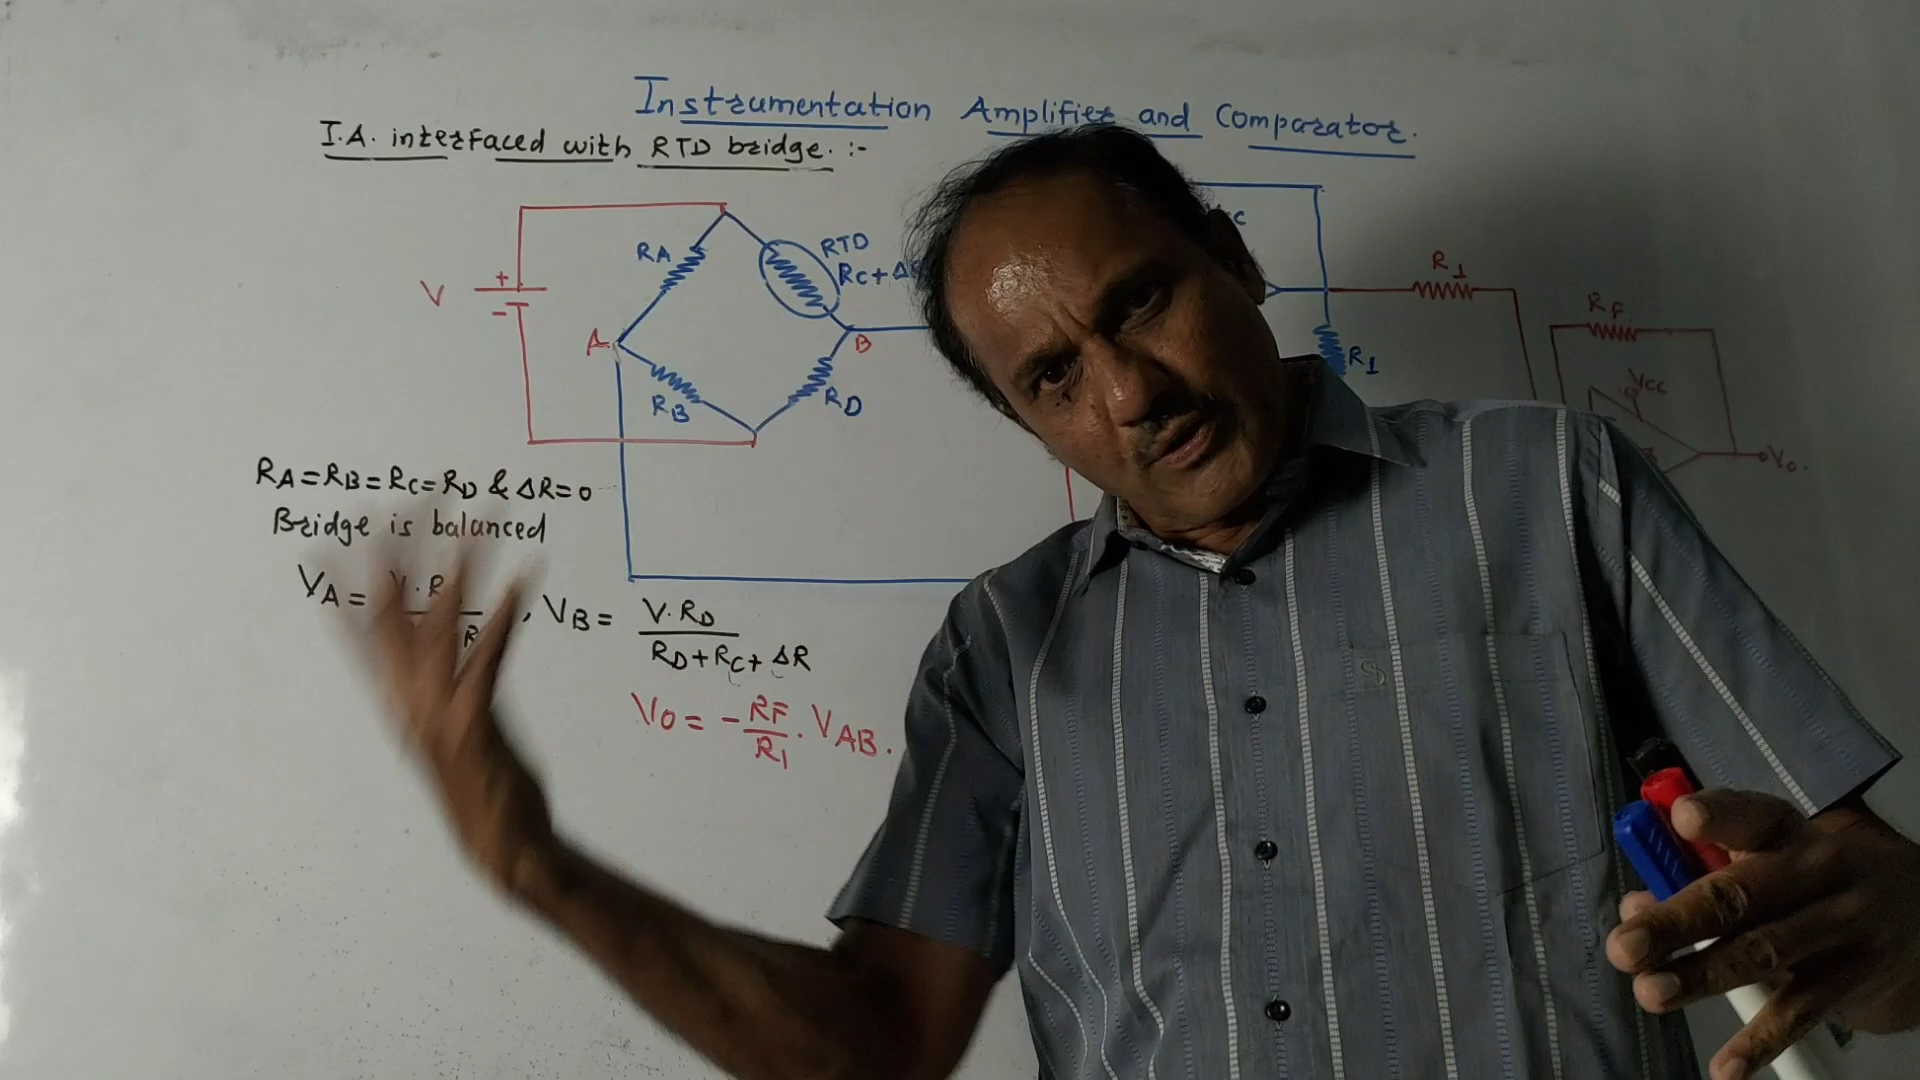 Instrumentation Amplifier and Comparator.
I.A. interfaced with RTD bridge. :-
RA
RTD
RC+Δ
V
+
-
A
B
RB
RD
C
R1
R1
RF
VCC
Vo.
RA=RB=RC=RD & ΔR=0
Bridge is balanced
VA= V.R , VB= V.RD
R RD+RC+ ΔR
VO = - RF . VAB.
R1